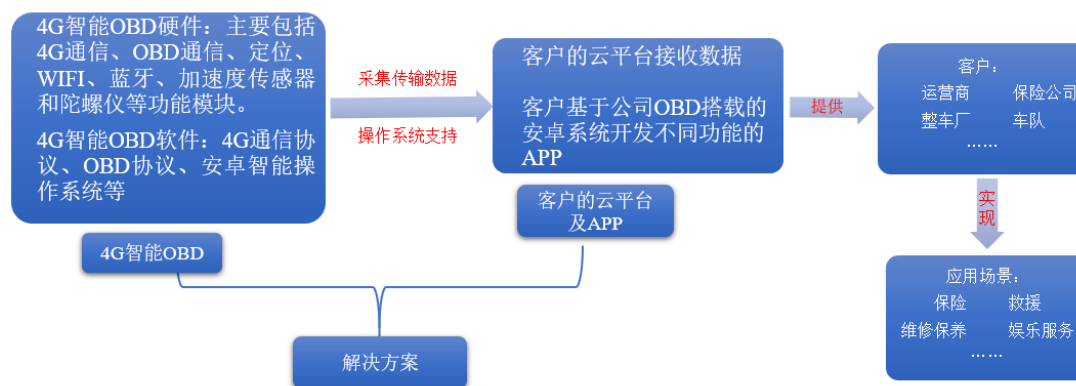 4G智能OBD硬件：主要包括
4G通信、OBD通信、定位、
WIFI、蓝牙、加速度传感器
和陀螺仪等功能模块。
4G智能OBD软件：4G通信协
议、OBD协议、安卓智能操
作系统等
采集传输数据
操作系统支持
客户的云平台接收数据
客户基于公司OBD搭载的
安卓系统开发不同功能的
APP
提供
客户：
运营商 保险公司
整车厂 车队
……
4G智能OBD
客户的云平台
及APP
解决方案
实
现
应用场景：
保险 救援
维修保养 娱乐服务
……